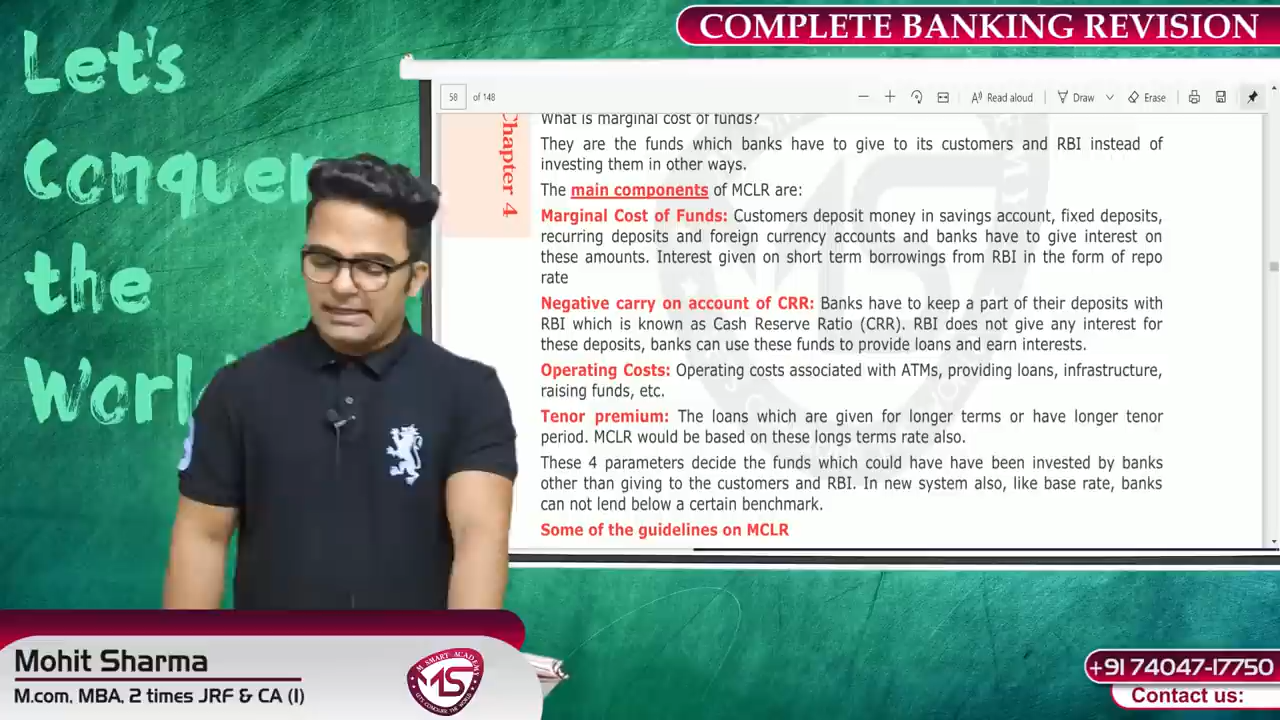 COMPLETE BANKING REVISION
Let's
Conquer
the
Worl
58 of 148
Read aloud
Draw
Erase
Chapter 4
What is marginal cost of funds?
They are the funds which banks have to give to its customers and RBI instead of
investing them in other ways.
The main components of MCLR are:
Marginal Cost of Funds: Customers deposit money in savings account, fixed deposits,
recurring deposits and foreign currency accounts and banks have to give interest on
these amounts. Interest given on short term borrowings from RBI in the form of repo
rate
Negative carry on account of CRR: Banks have to keep a part of their deposits with
RBI which is known as Cash Reserve Ratio (CRR). RBI does not give any interest for
these deposits, banks can use these funds to provide loans and earn interests.
Operating Costs: Operating costs associated with ATMs, providing loans, infrastructure,
raising funds, etc.
Tenor premium: The loans which are given for longer terms or have longer tenor
period. MCLR would be based on these longs terms rate also.
These 4 parameters decide the funds which could have have been invested by banks
other than giving to the customers and RBI. In new system also, like base rate, banks
can not lend below a certain benchmark.
Some of the guidelines on MCLR
Mohit Sharma
M.com, MBA, 2 times JRF & CA (I)
M SMART ACADEMY
MS
LET'S CONQUER THE WORLD
+91 74047-17750
Contact us: